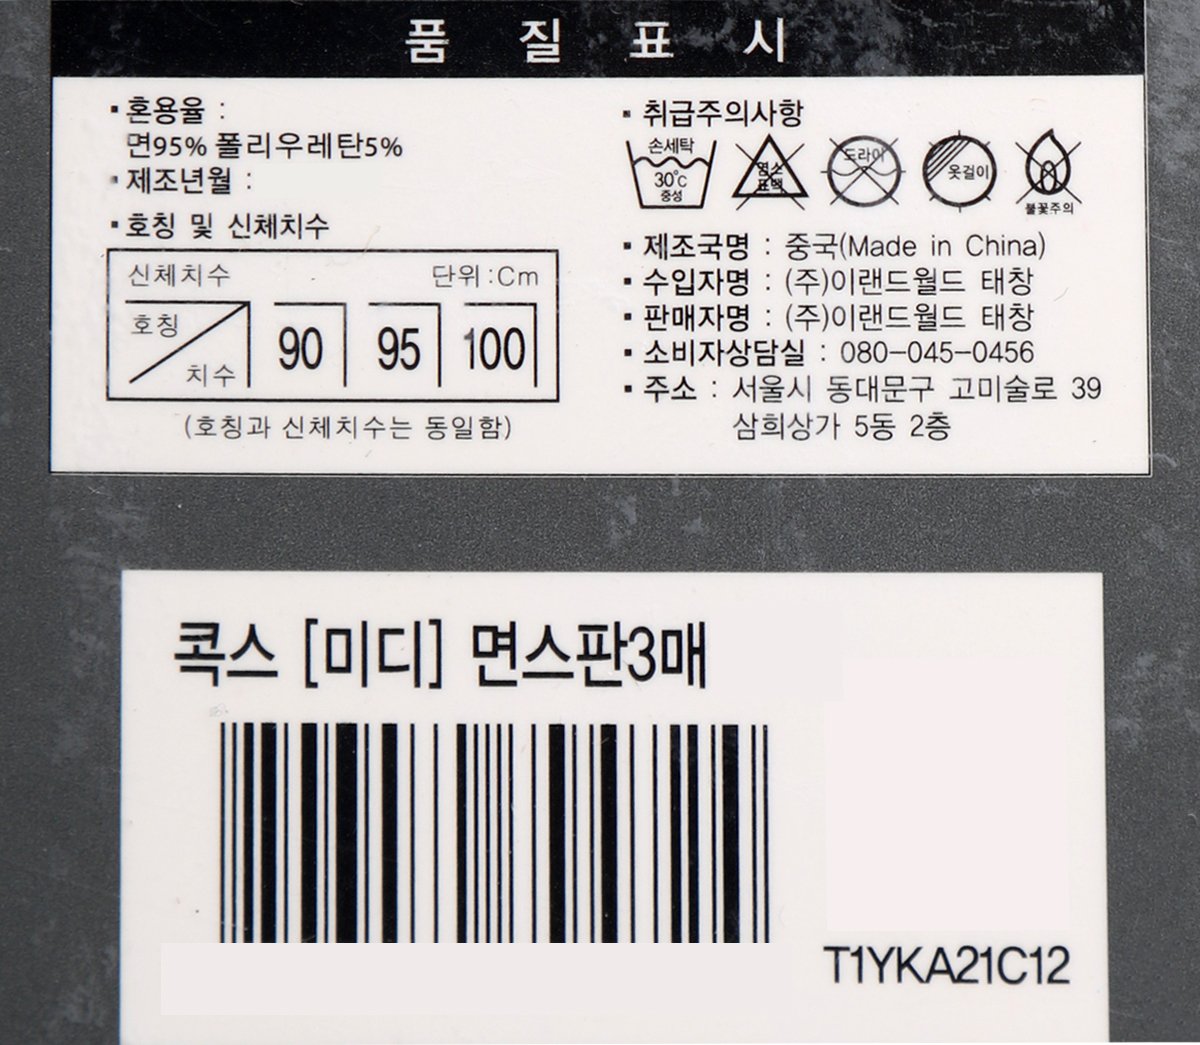 품 질 표 시
· 혼용율 :
면95% 폴리우레탄5%
· 제조년월 :
· 호칭 및 신체치수
신체치수 단위 : Cm
호칭 치수 90 95 100
(호칭과 신체치수는 동일함)
· 취급주의사항
손세탁 30℃ 중성
염소 표백
드라이
옷걸이
불꽃주의
· 제조국명 : 중국(Made in China)
· 수입자명 : (주)이랜드월드 태창
· 판매자명 : (주)이랜드월드 태창
· 소비자상담실 : 080-045-0456
· 주소 : 서울시 동대문구 고미술로 39
삼희상가 5동 2층
콕스 [미디] 면스판3매
T1YKA21C12